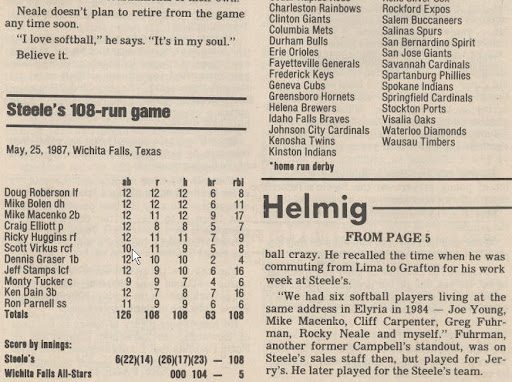 Neale doesn't plan to retire from the game
any time soon.
"I love softball," he says. "It's in my soul."
Believe it.
Steele's 108-run game
May, 25, 1987, Wichita Falls, Texas
ab r h hr rbi
Doug Roberson lf 12 12 12 6 8
Mike Bolen dh 12 12 12 6 11
Mike Macenko 2b 12 11 12 9 17
Craig Elliott p 12 8 8 5 7
Ricky Huggins rf 12 11 11 7 9
Scott Virkus rcf 10 11 9 5 8
Dennis Graser 1b 12 10 10 2 4
Jeff Stamps lcf 12 9 10 6 16
Monty Tucker c 9 9 7 4 6
Ken Dain 3b 12 7 8 7 16
Ron Parnell ss 11 9 9 6 6
Totals 126 108 108 63 108
Score by innings:
Steele's 6(22)(14) (26)(17)(23) — 108
Wichita Falls All-Stars 000 104 — 5
Charleston Rainbows
Clinton Giants
Columbia Mets
Durham Bulls
Erie Orioles
Fayetteville Generals
Frederick Keys
Geneva Cubs
Greensboro Hornets
Helena Brewers
Idaho Falls Braves
Johnson City Cardinals
Kenosha Twins
Kinston Indians
Rockford Expos
Salem Buccaneers
Salinas Spurs
San Bernardino Spirit
San Jose Giants
Savannah Cardinals
Spartanburg Phillies
Spokane Indians
Springfield Cardinals
Stockton Ports
Visalia Oaks
Waterloo Diamonds
Wausau Timbers
*home run derby
Helmig
FROM PAGE 5
ball crazy. He recalled the time when he was
commuting from Lima to Grafton for his work
week at Steele's.
"We had six softball players living at the
same address in Elyria in 1984 — Joe Young,
Mike Macenko, Cliff Carpenter, Greg Fuhr-
man, Rocky Neale and myself." Fuhrman,
another former Campbell's standout, was on
Steele's sales staff then, but played for Jer-
ry's. He later played for the Steele's team.